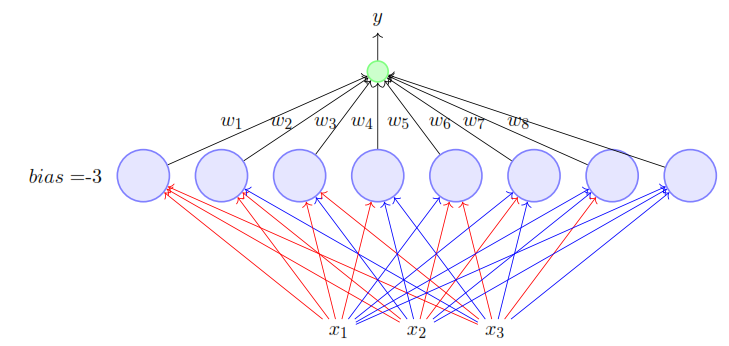 y
w₁ w₂ w₃ w₄ w₅ w₆ w₇ w₈
bias =-3
x₁ x₂ x₃